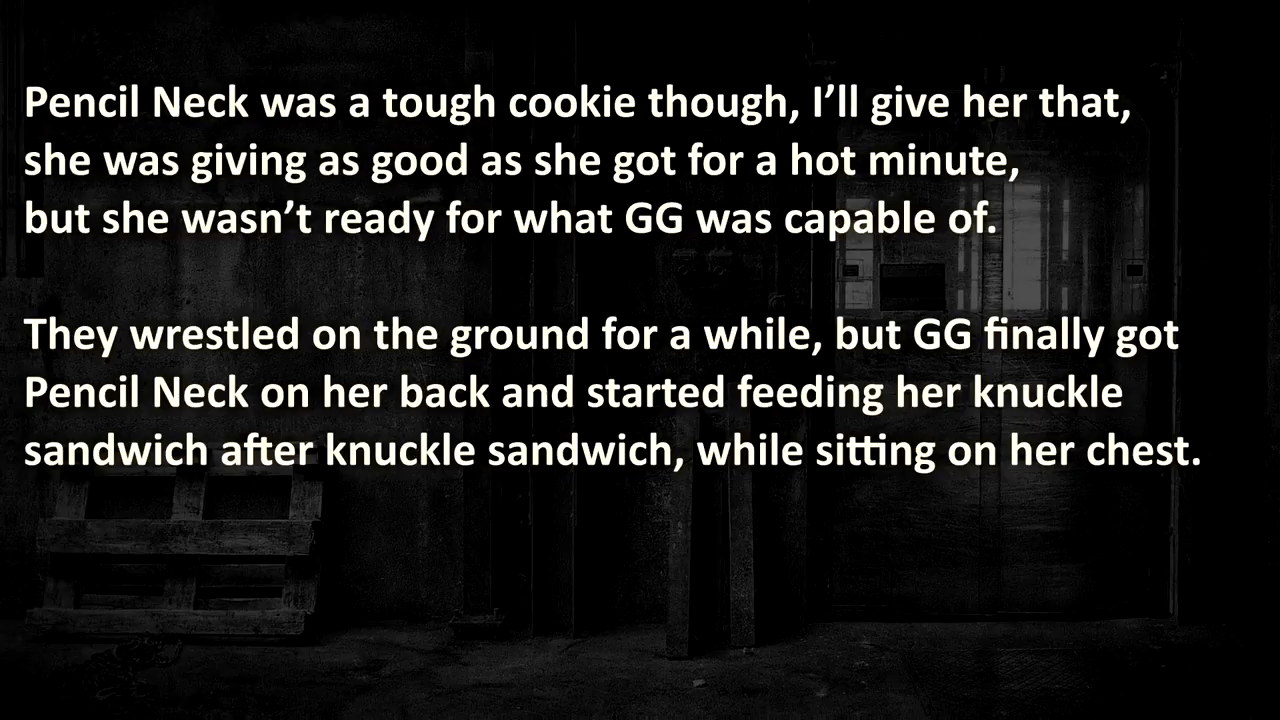 Pencil Neck was a tough cookie though, I’ll give her that,
she was giving as good as she got for a hot minute,
but she wasn’t ready for what GG was capable of.
They wrestled on the ground for a while, but GG finally got
Pencil Neck on her back and started feeding her knuckle
sandwich after knuckle sandwich, while sitting on her chest.